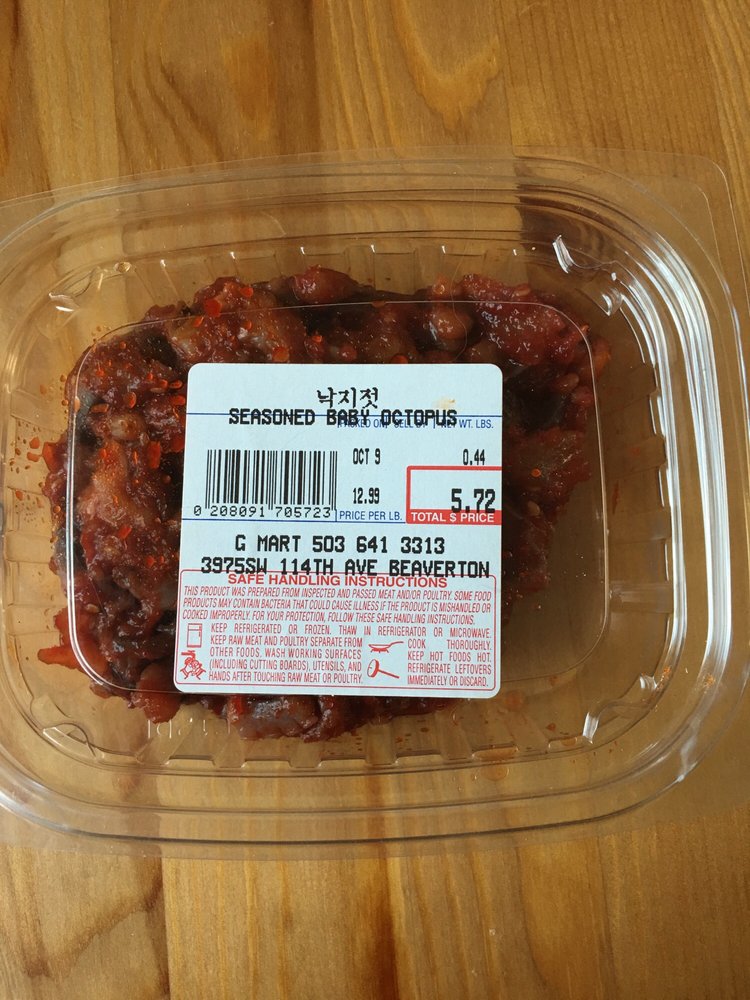 낙지젓
SEASONED BABY OCTOPUS
PACKED ON SELL BY NET WT. LBS.
OCT 9 0.44
12.99 5.72
PRICE PER LB. TOTAL $ PRICE
0 208091 705723
G MART 503 641 3313
3975SW 114TH AVE BEAVERTON
SAFE HANDLING INSTRUCTIONS
THIS PRODUCT WAS PREPARED FROM INSPECTED AND PASSED MEAT AND/OR POULTRY. SOME FOOD
PRODUCTS MAY CONTAIN BACTERIA THAT COULD CAUSE ILLNESS IF THE PRODUCT IS MISHANDLED OR
COOKED IMPROPERLY. FOR YOUR PROTECTION, FOLLOW THESE SAFE HANDLING INSTRUCTIONS.
KEEP REFRIGERATED OR FROZEN. THAW IN REFRIGERATOR OR MICROWAVE.
KEEP RAW MEAT AND POULTRY SEPARATE FROM
OTHER FOODS. WASH WORKING SURFACES
(INCLUDING CUTTING BOARDS), UTENSILS, AND
HANDS AFTER TOUCHING RAW MEAT OR POULTRY.
COOK THOROUGHLY.
KEEP HOT FOODS HOT.
REFRIGERATE LEFTOVERS
IMMEDIATELY OR DISCARD.